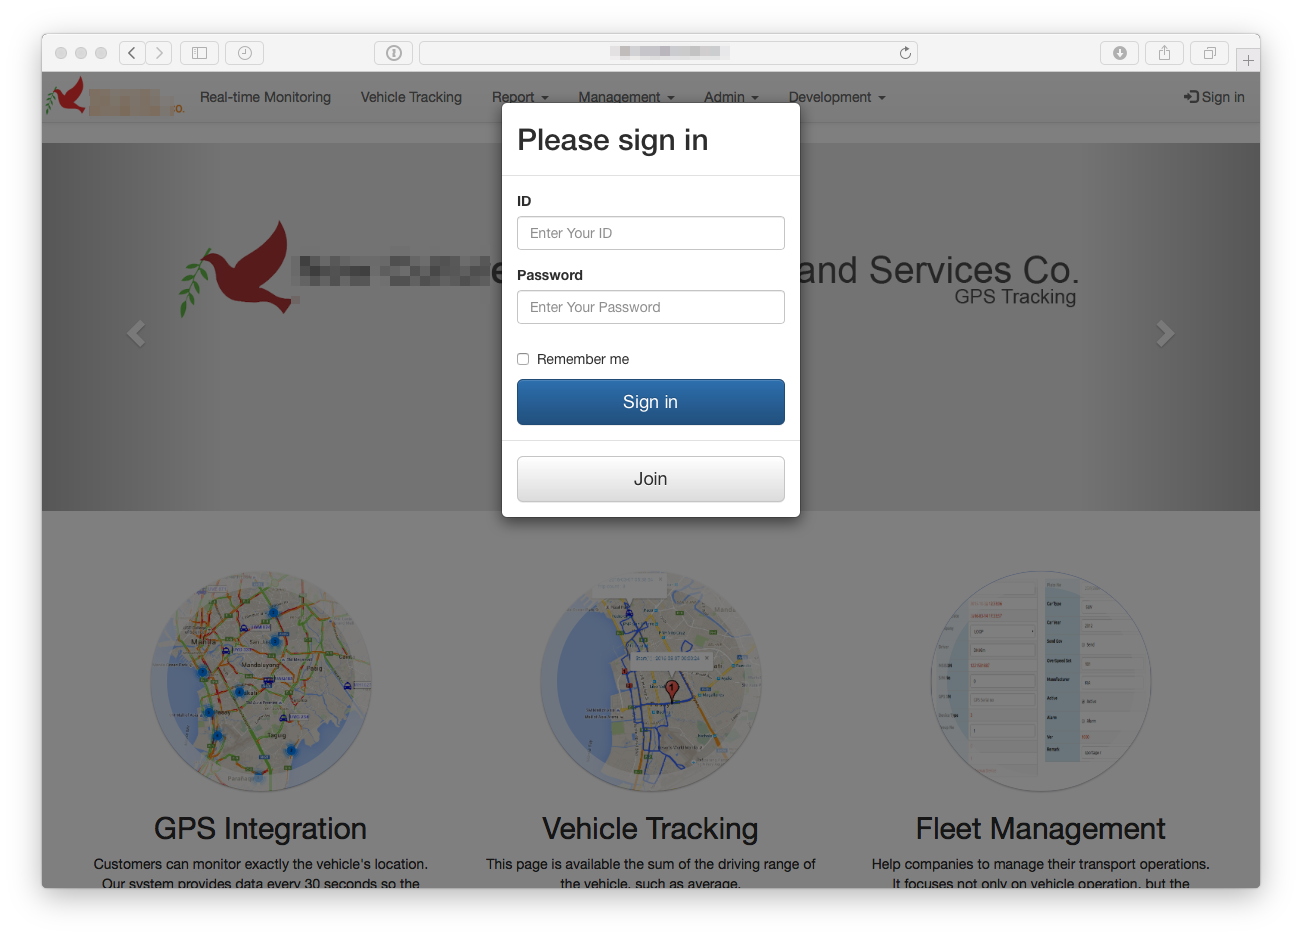 Real-time Monitoring
Vehicle Tracking
Report
Management
Admin
Development
Sign in
Please sign in
ID
Enter Your ID
Password
Enter Your Password
Remember me
Sign in
Join
and Services Co.
GPS Tracking
GPS Integration
Customers can monitor exactly the vehicle's location.
Our system provides data every 30 seconds so the
Vehicle Tracking
This page is available the sum of the driving range of
the vehicle, such as average.
Fleet Management
Help companies to manage their transport operations.
It focuses not only on vehicle operation, but the